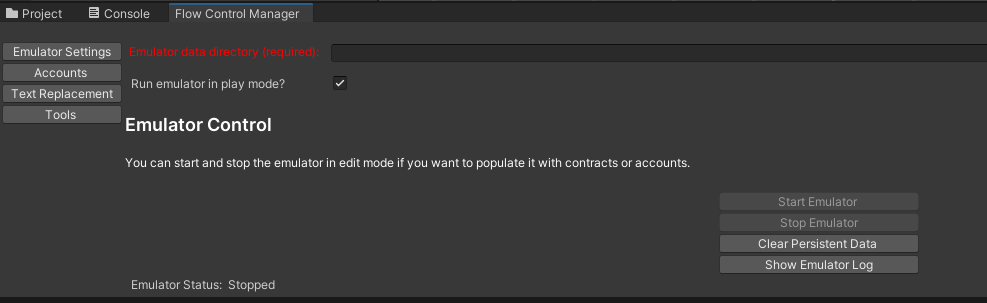 Project Console Flow Control Manager
Emulator Settings Emulator data directory (required):
Accounts Run emulator in play mode?
Text Replacement
Tools
Emulator Control
You can start and stop the emulator in edit mode if you want to populate it with contracts or accounts.
Start Emulator
Stop Emulator
Clear Persistent Data
Show Emulator Log
Emulator Status: Stopped